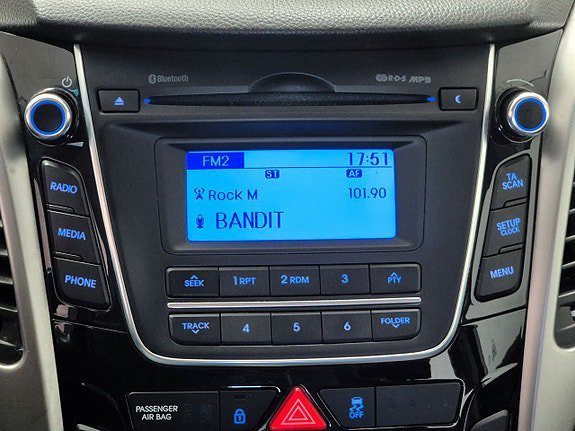 Bluetooth R·D·S MP3
FM2 17:51
ST AF
Rock M 101.90
BANDIT
RADIO
MEDIA
PHONE
TA
SCAN
SETUP
CLOCK
MENU
SEEK 1 RPT 2 RDM 3 PTY
TRACK 4 5 6 FOLDER
PASSENGER
AIR BAG
OFF